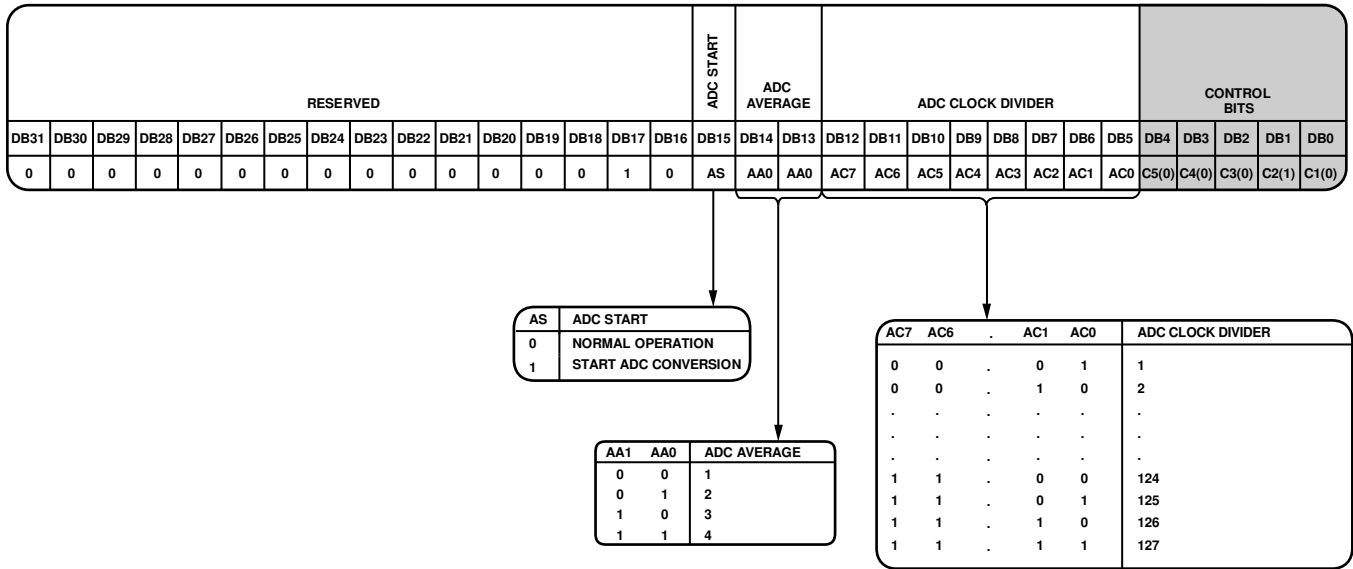 RESERVED
ADC START
ADC
AVERAGE
ADC CLOCK DIVIDER
CONTROL
BITS
DB31 DB30 DB29 DB28 DB27 DB26 DB25 DB24 DB23 DB22 DB21 DB20 DB19 DB18 DB17 DB16 DB15 DB14 DB13 DB12 DB11 DB10 DB9 DB8 DB7 DB6 DB5 DB4 DB3 DB2 DB1 DB0
0 0 0 0 0 0 0 0 0 0 0 0 0 0 1 0 AS AA0 AA0 AC7 AC6 AC5 AC4 AC3 AC2 AC1 AC0 C5(0) C4(0) C3(0) C2(1) C1(0)
AS ADC START
0 NORMAL OPERATION
1 START ADC CONVERSION
AA1 AA0 ADC AVERAGE
0 0 1
0 1 2
1 0 3
1 1 4
AC7 AC6 . AC1 AC0 ADC CLOCK DIVIDER
0 0 . 0 1 1
0 0 . 1 0 2
. . . . . .
. . . . . .
. . . . . .
1 1 . 0 0 124
1 1 . 0 1 125
1 1 . 1 0 126
1 1 . 1 1 127